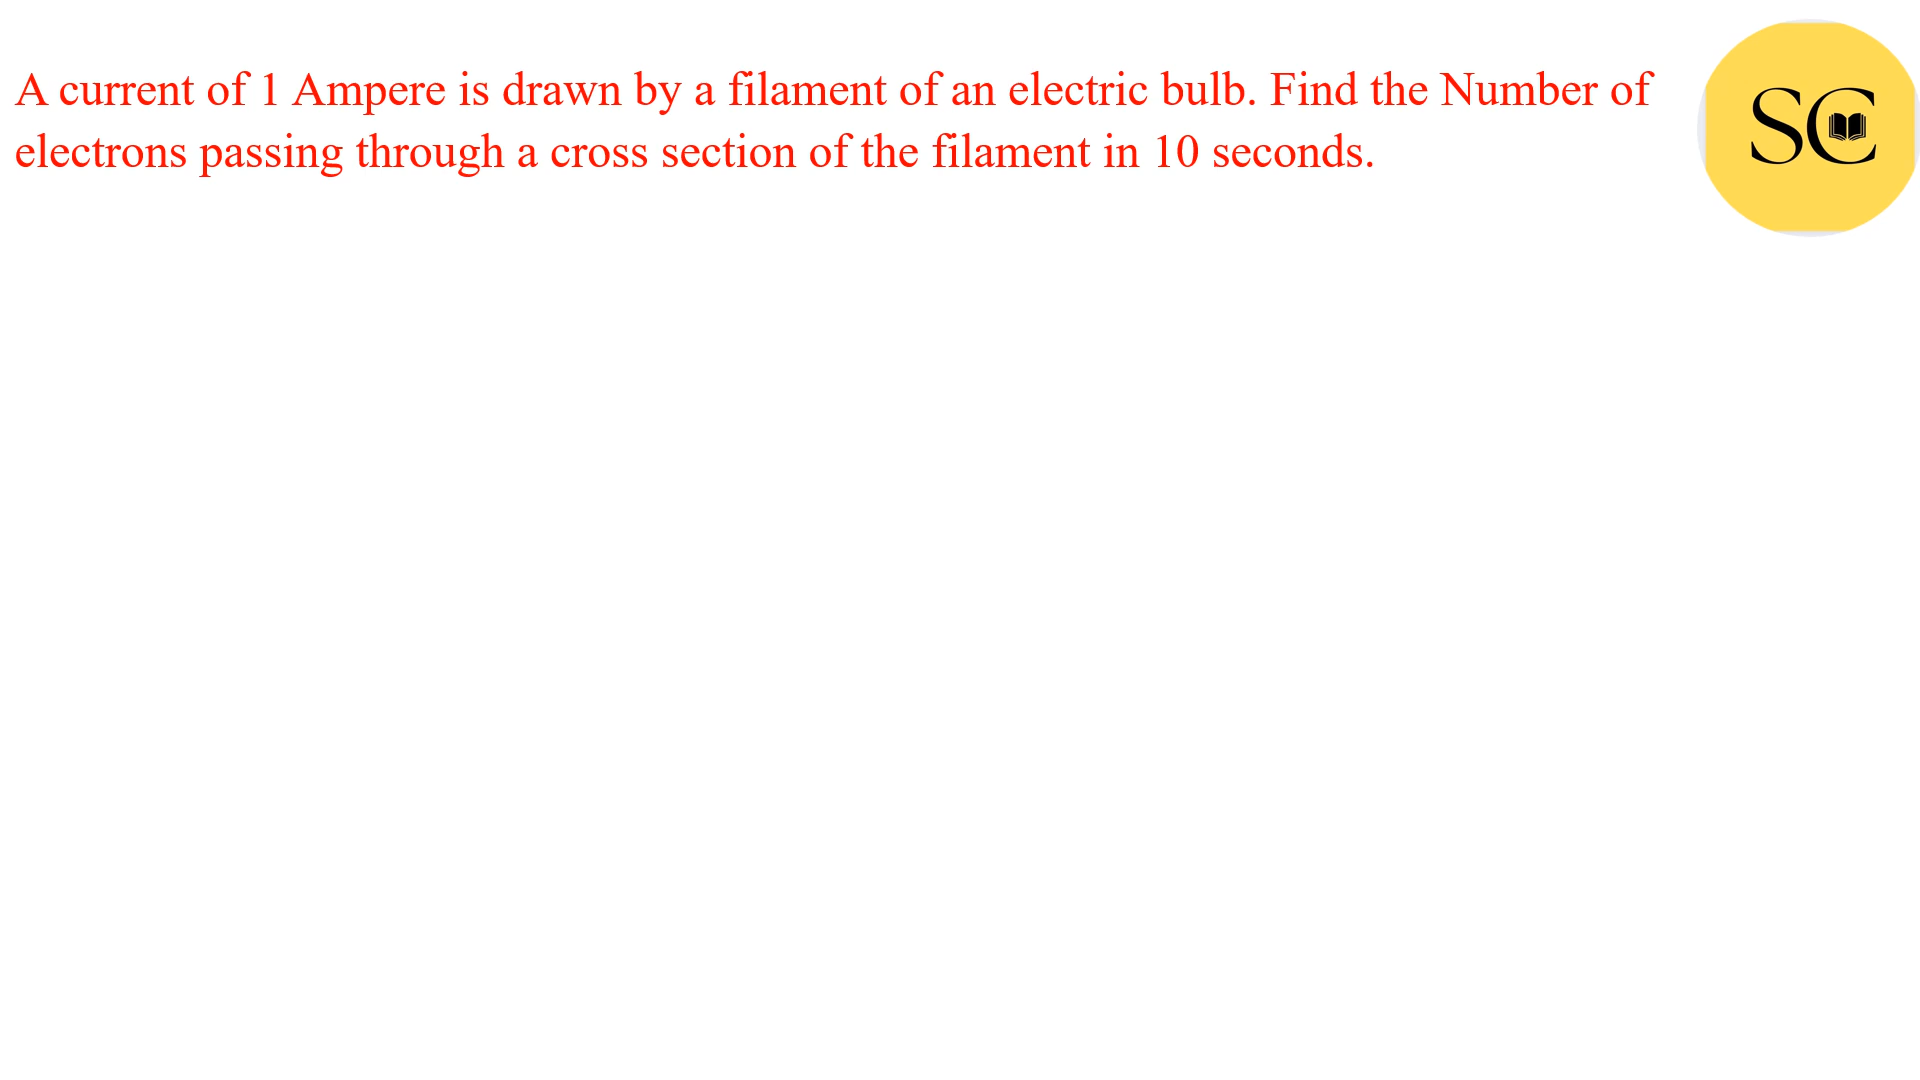 A current of 1 Ampere is drawn by a filament of an electric bulb. Find the Number of
electrons passing through a cross section of the filament in 10 seconds.
SC